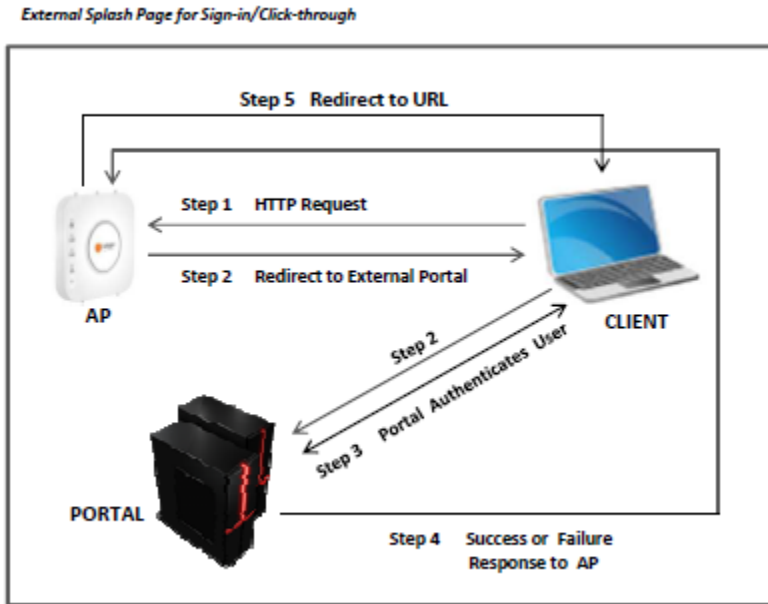 External Splash Page for Sign-in/Click-through
Step 5 Redirect to URL
Step 1 HTTP Request
Step 2 Redirect to External Portal
AP
CLIENT
Step 2
Step 3 Portal Authenticates User
PORTAL
Step 4 Success or Failure
Response to AP